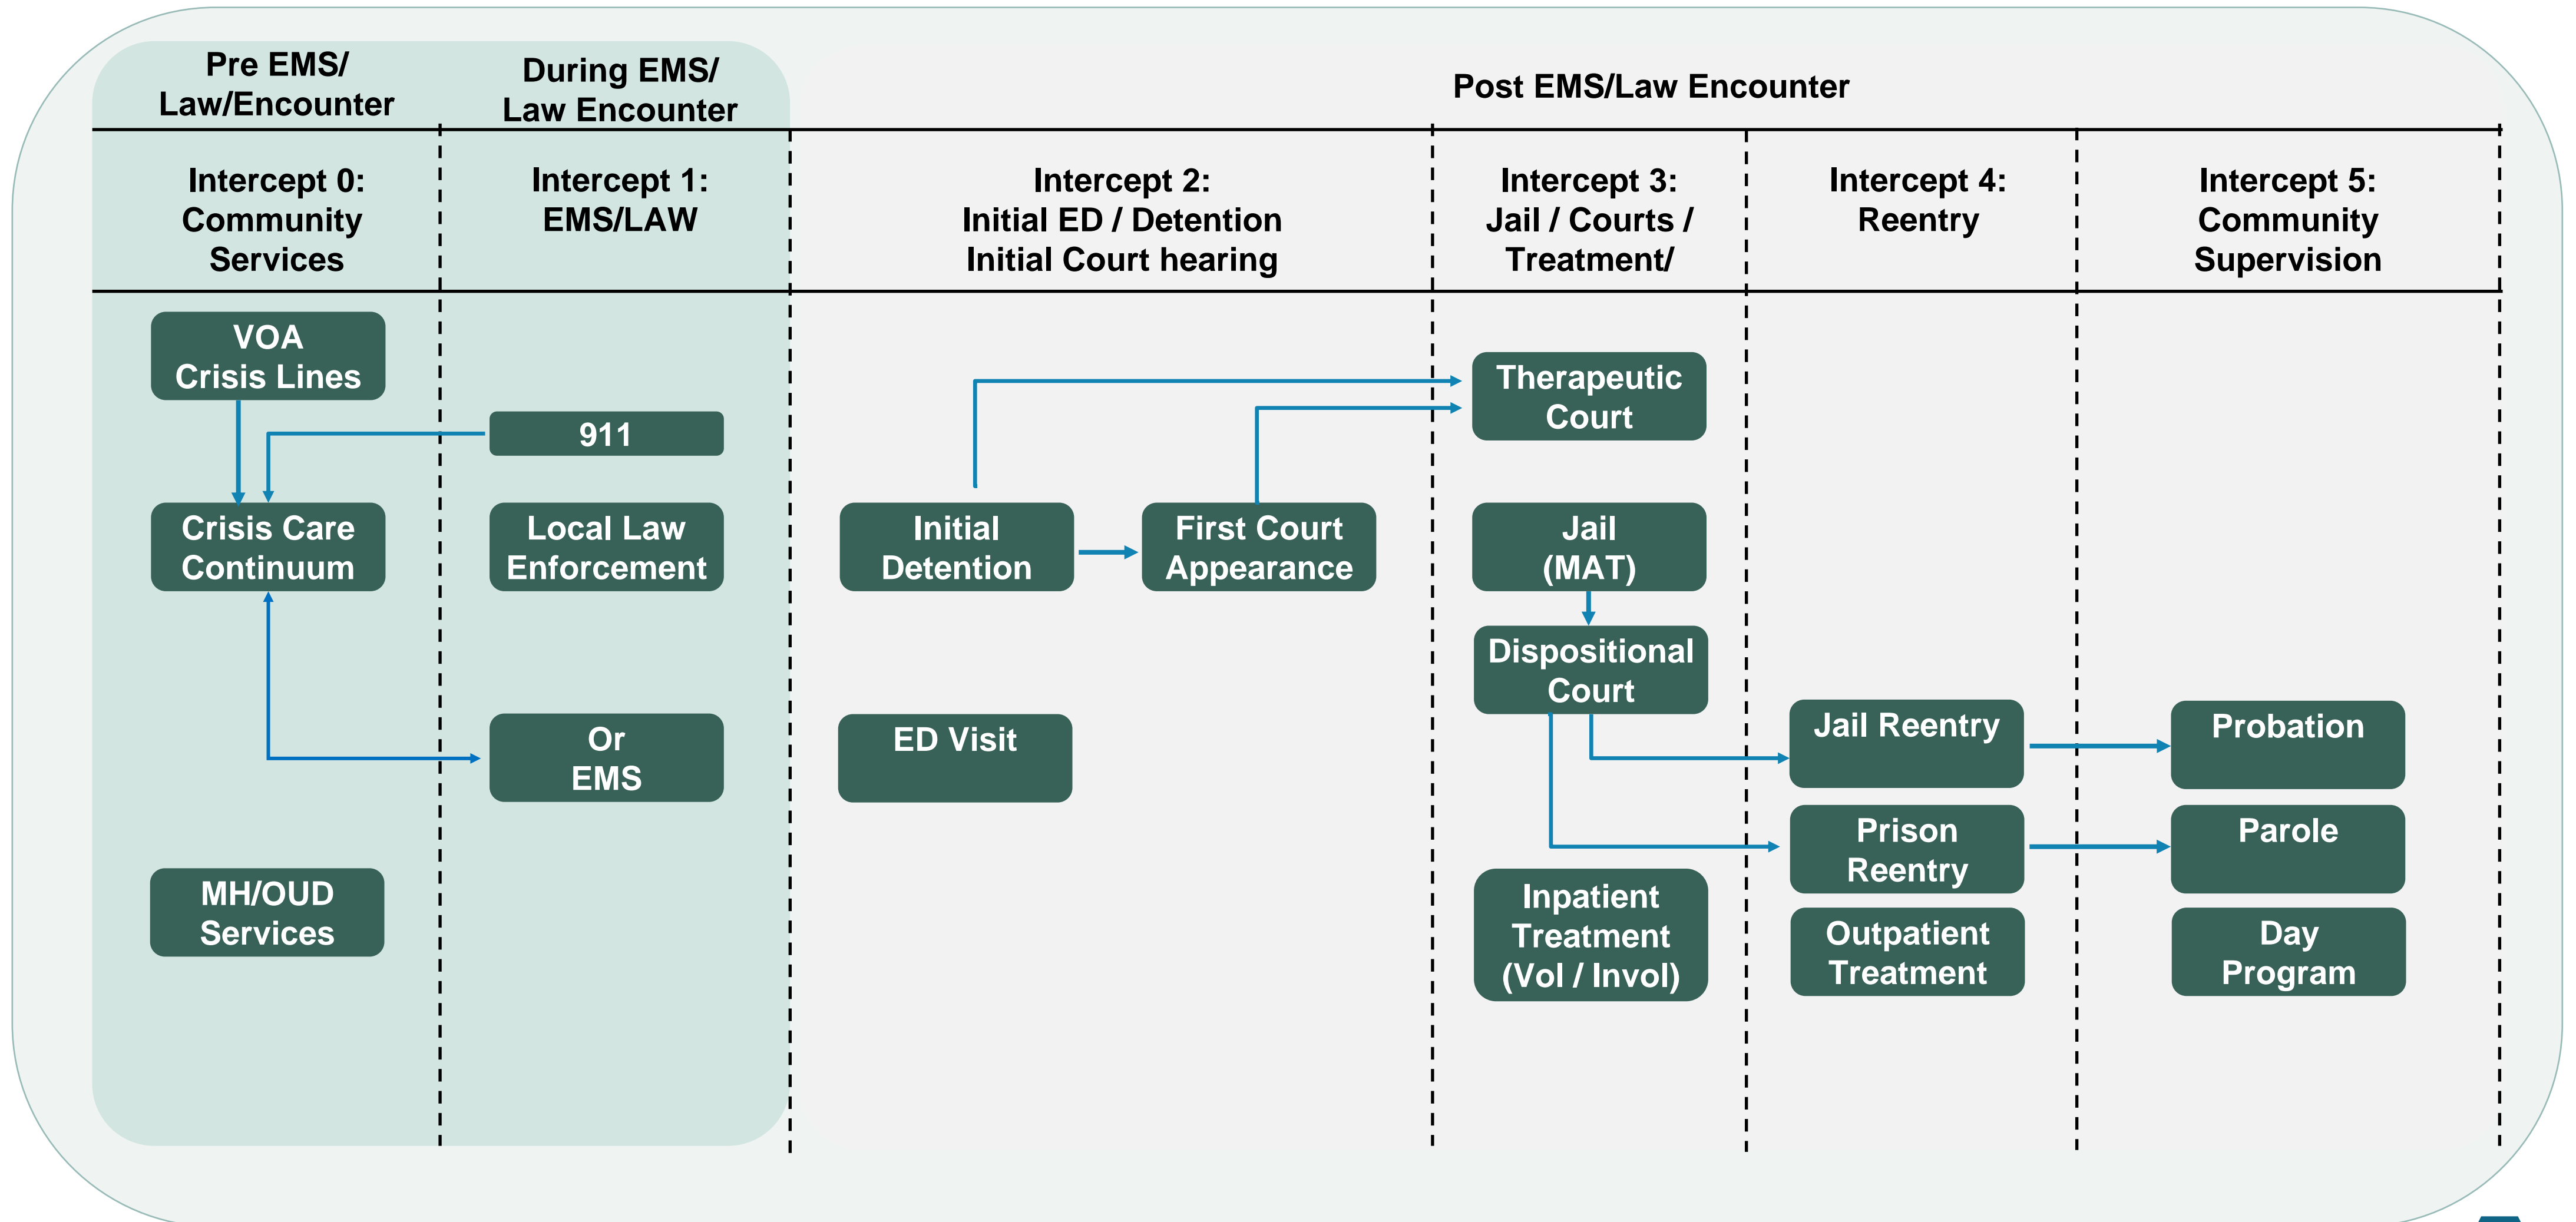 Pre EMS/
Law/Encounter
During EMS/
Law Encounter
Post EMS/Law Encounter
Intercept 0:
Community
Services
Intercept 1:
EMS/LAW
Intercept 2:
Initial ED / Detention
Initial Court hearing
Intercept 3:
Jail / Courts /
Treatment/
Intercept 4:
Reentry
Intercept 5:
Community
Supervision
VOA
Crisis Lines
Crisis Care
Continuum
MH/OUD
Services
911
Local Law
Enforcement
Or
EMS
Initial
Detention
First Court
Appearance
ED Visit
Therapeutic
Court
Jail
(MAT)
Dispositional
Court
Inpatient
Treatment
(Vol / Invol)
Jail Reentry
Prison
Reentry
Outpatient
Treatment
Probation
Parole
Day
Program